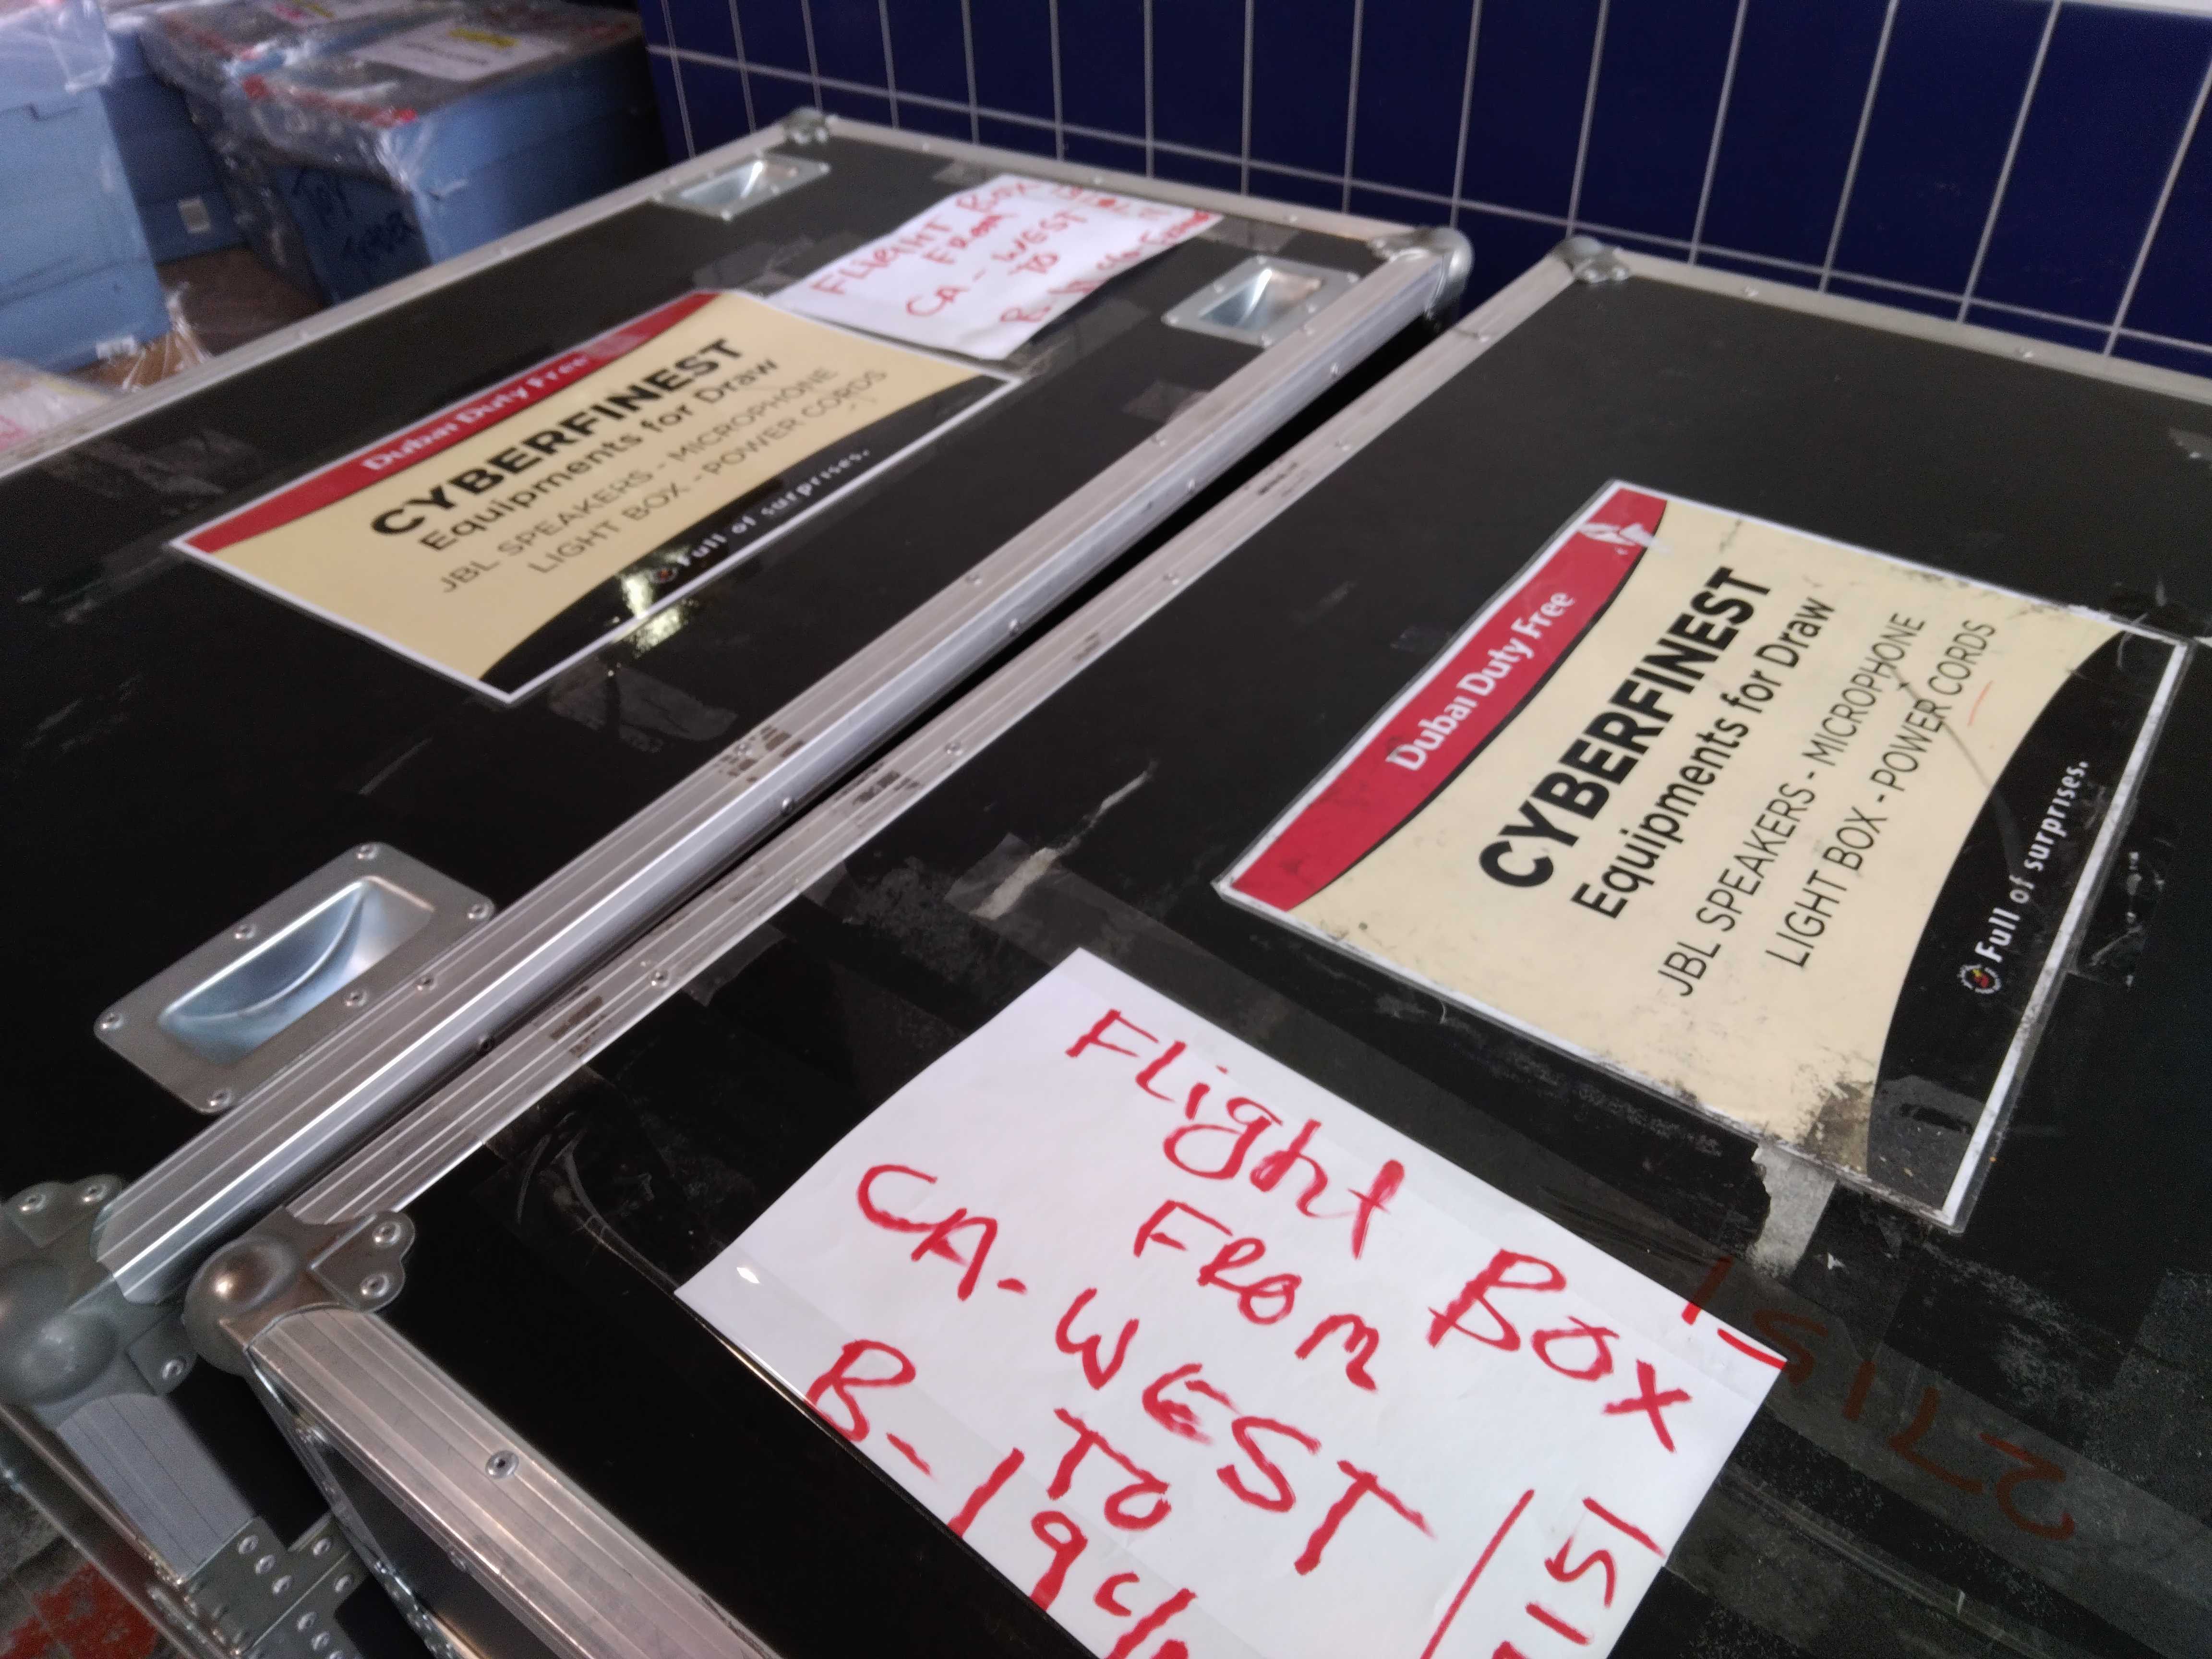 Dubai Duty Free
CYBERFINEST
Equipments for Draw
JBL SPEAKERS - MICROPHONE
LIGHT BOX - POWER CORDS
Full of surprises.
FLIGHT BOX
FROM
CA - WEST
TO
Dubai Duty Free
CYBERFINEST
Equipments for Draw
JBL SPEAKERS - MICROPHONE
LIGHT BOX - POWER CORDS
Full of surprises.
FLight Box
FROM
CA - WEST
TO